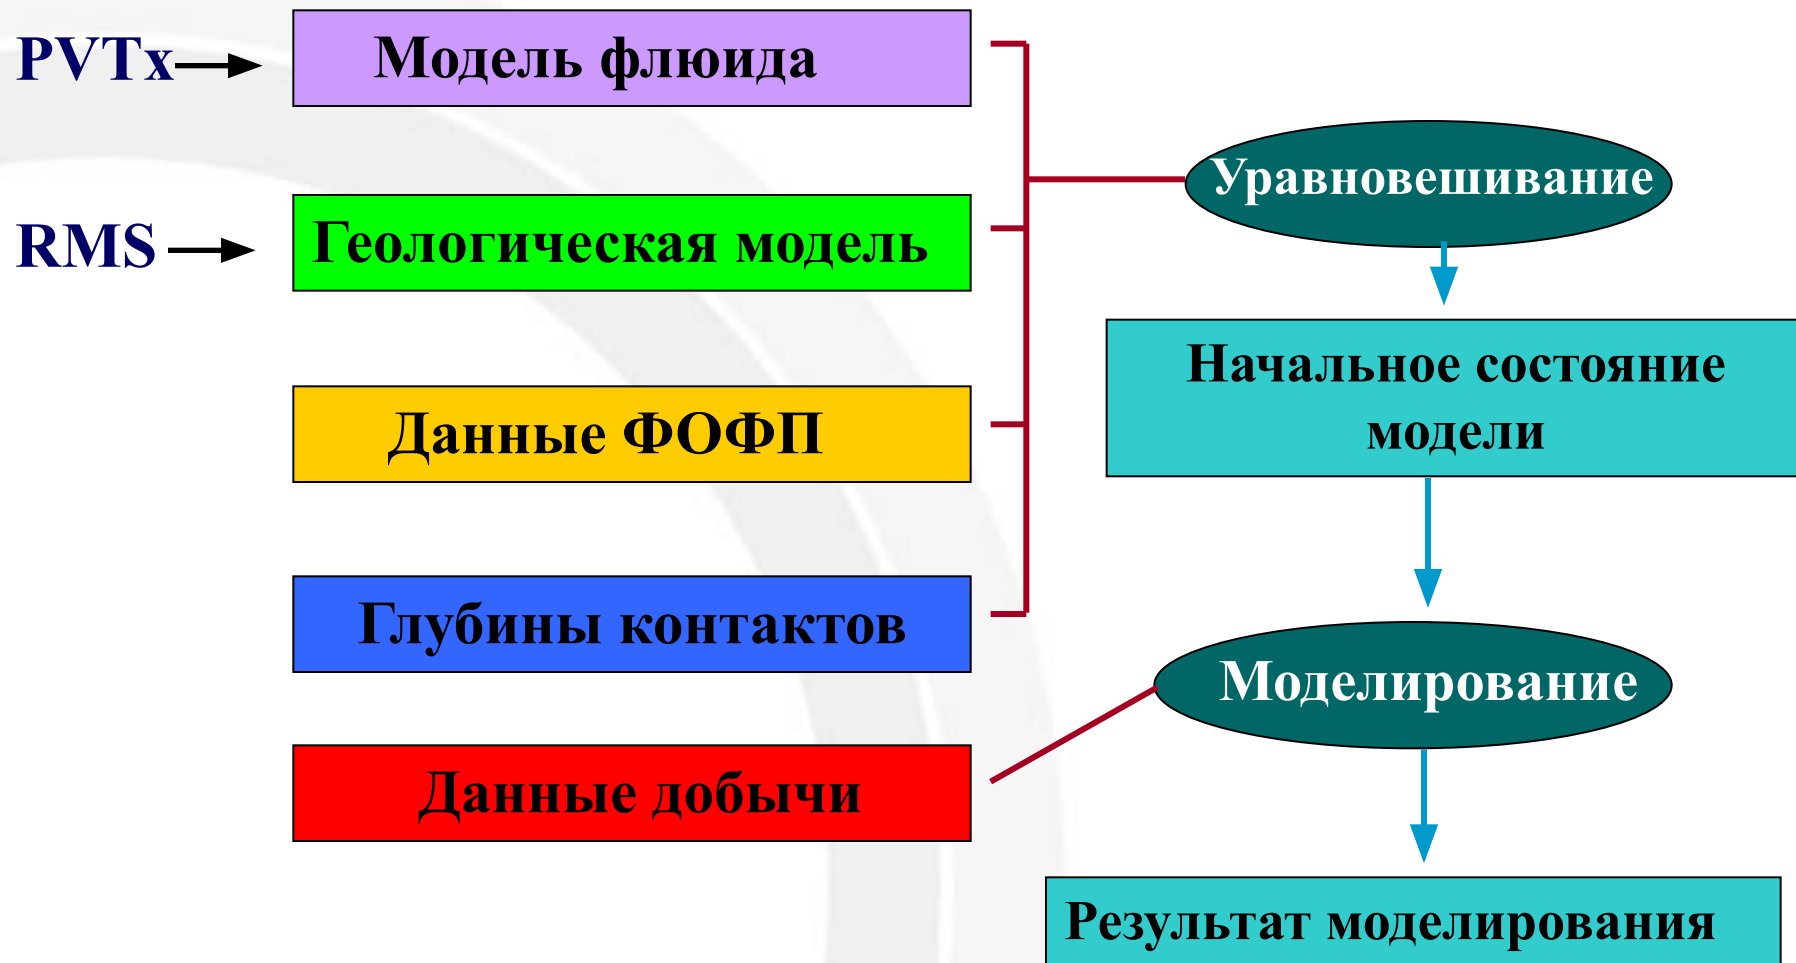 PVTx
Модель флюида
RMS
Геологическая модель
Данные ФОФП
Глубины контактов
Данные добычи
Уравновешивание
Начальное состояние
модели
Моделирование
Результат моделирования